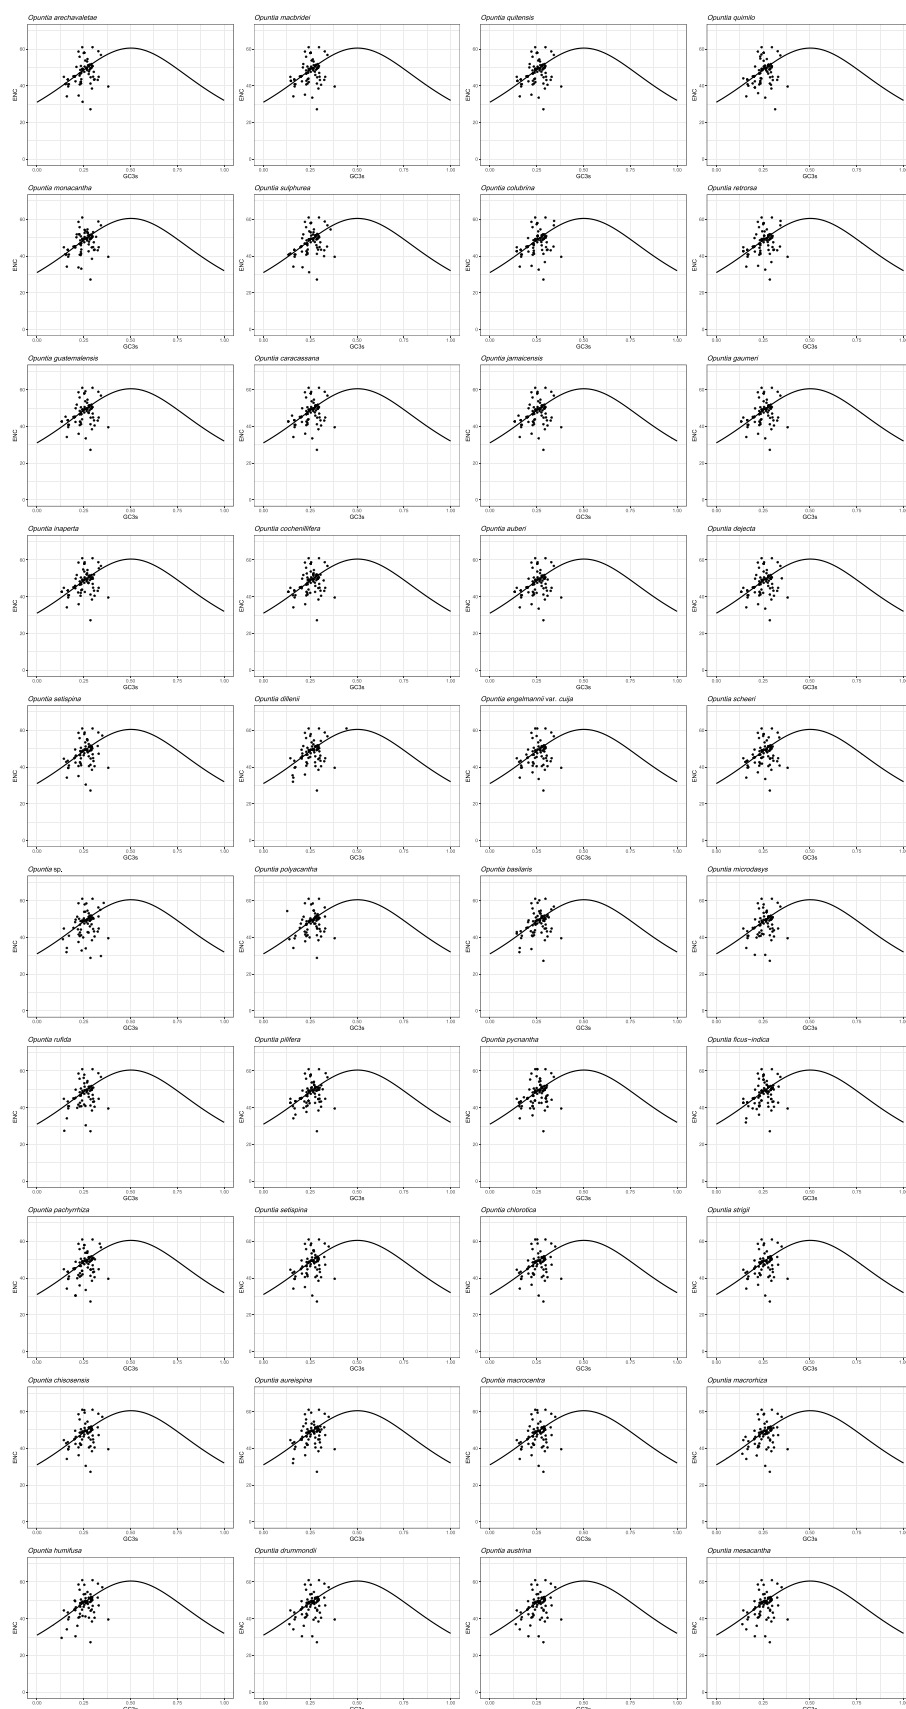 Opuntia arechavaletae
Opuntia macbridei
Opuntia quitensis
Opuntia quimilo
ENC
60
40
20
0
0.00 0.25 0.50 0.75 1.00
GC3s
Opuntia monacantha
Opuntia sulphurea
Opuntia colubrina
Opuntia retrorsa
Opuntia guatemalensis
Opuntia caracassana
Opuntia jamaicensis
Opuntia gaumeri
Opuntia inaperta
Opuntia cochenillifera
Opuntia auberi
Opuntia dejecta
Opuntia setispina
Opuntia dillenii
Opuntia engelmannii var. cuija
Opuntia scheeri
Opuntia sp.
Opuntia polyacantha
Opuntia basilaris
Opuntia microdasys
Opuntia rufida
Opuntia pilifera
Opuntia pycnantha
Opuntia ficus-indica
Opuntia pachyrrhiza
Opuntia setispina
Opuntia chlorotica
Opuntia strigil
Opuntia chisosensis
Opuntia aureispina
Opuntia macrocentra
Opuntia macrorhiza
Opuntia humifusa
Opuntia drummondii
Opuntia austrina
Opuntia mesacantha